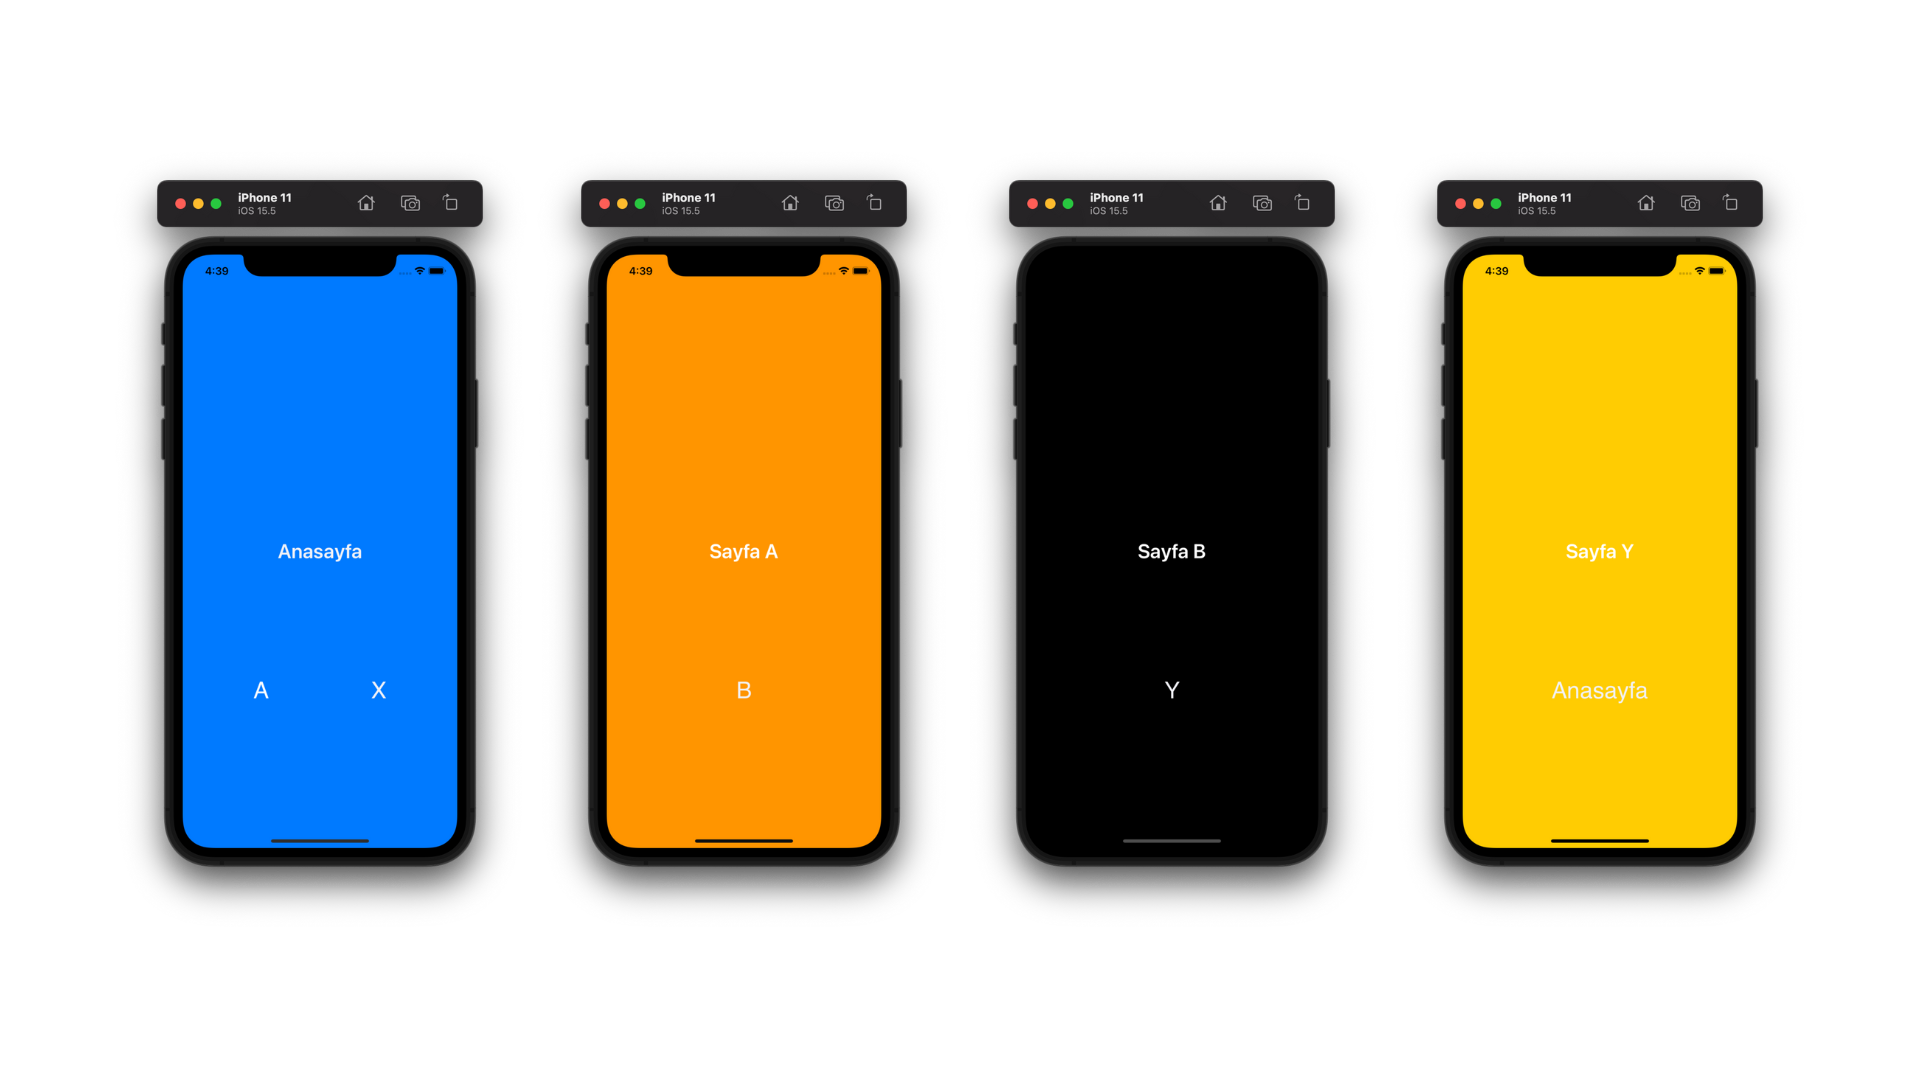 iPhone 11
iOS 15.5
4:39
Anasayfa
A X
iPhone 11
iOS 15.5
4:39
Sayfa A
B
iPhone 11
iOS 15.5
Sayfa B
Y
iPhone 11
iOS 15.5
4:39
Sayfa Y
Anasayfa